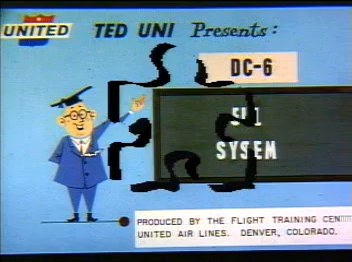 UNITED
TED UNI Presents:
DC-6
SYSEM
PRODUCED BY THE FLIGHT TRAINING CEN
UNITED AIR LINES. DENVER, COLORADO.